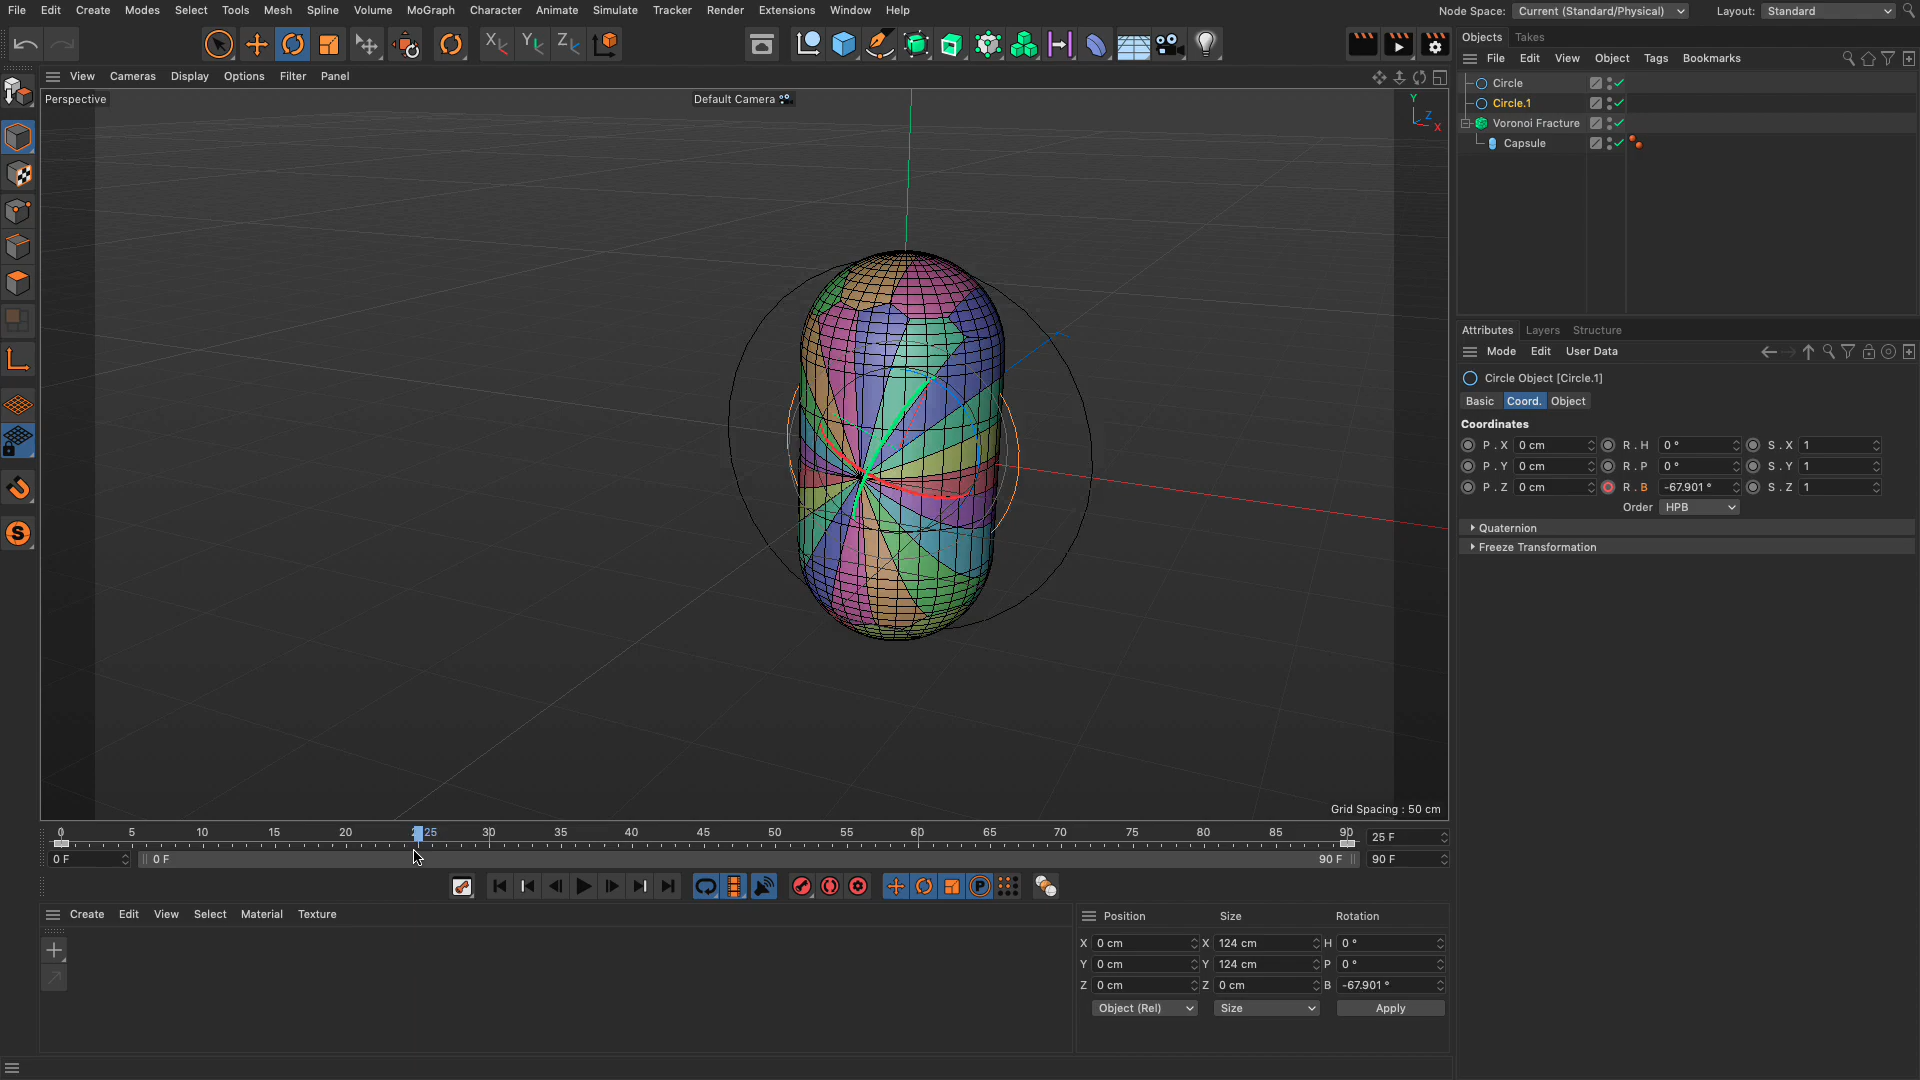 File Edit Create Modes Select Tools Mesh Spline Volume MoGraph Character Animate Simulate Tracker Render Extensions Window Help
Node Space: Current (Standard/Physical) Layout: Standard
X Y Z
Objects Takes
File Edit View Object Tags Bookmarks
View Cameras Display Options Filter Panel
Perspective
Default Camera
Y
Z
X
Circle
Circle.1
Voronoi Fracture
Capsule
Attributes Layers Structure
Mode Edit User Data
Circle Object [Circle.1]
Basic Coord. Object
Coordinates
P . X 0 cm R . H 0 ° S . X 1
P . Y 0 cm R . P 0 ° S . Y 1
P . Z 0 cm R . B -67.901 ° S . Z 1
Order HPB
Quaternion
Freeze Transformation
S
Grid Spacing : 50 cm
0 5 10 15 20 25 30 35 40 45 50 55 60 65 70 75 80 85 90
25 F
0 F 0 F 90 F 90 F
P
Create Edit View Select Material Texture
Position Size Rotation
X 0 cm X 124 cm H 0 °
Y 0 cm Y 124 cm P 0 °
Z 0 cm Z 0 cm B -67.901 °
Object (Rel) Size Apply